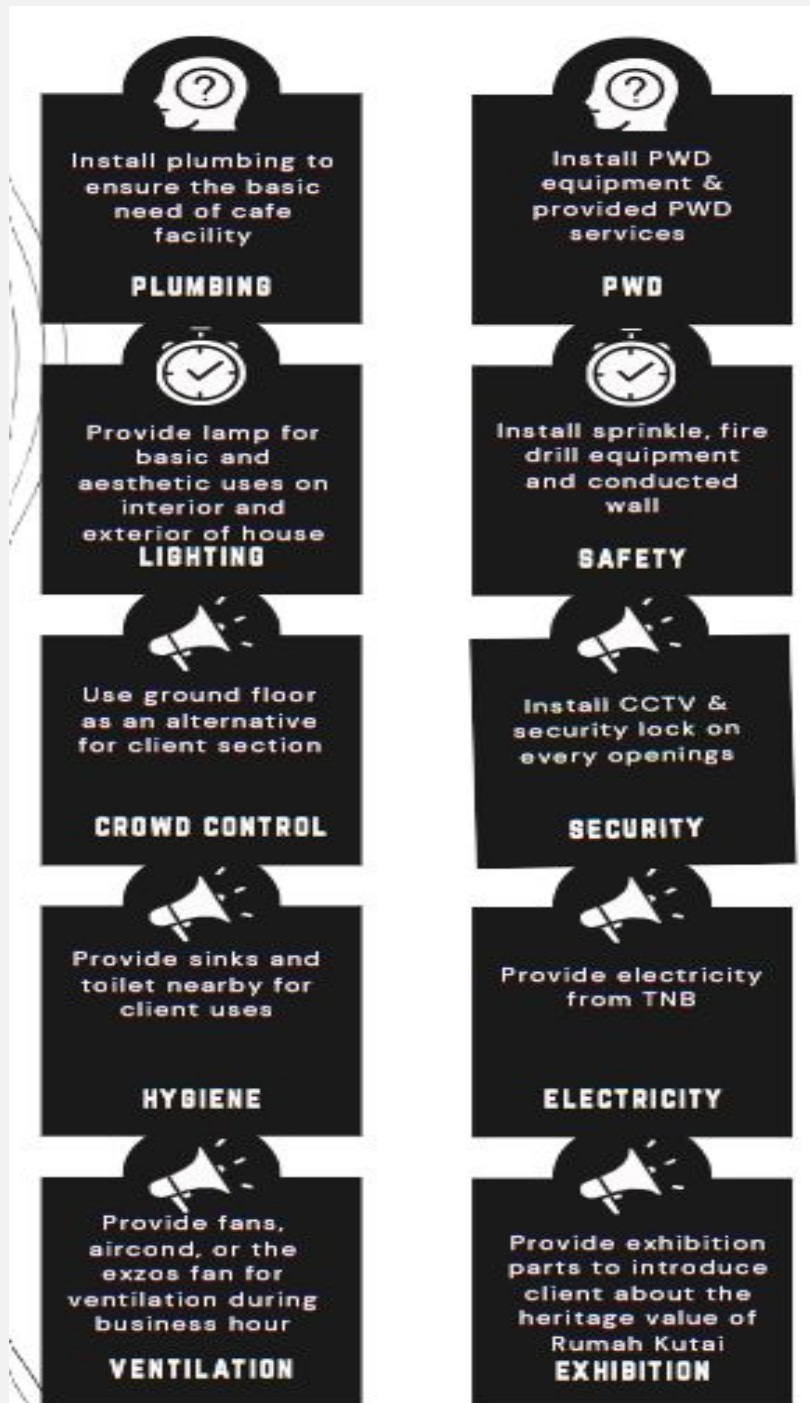 ?
Install plumbing to
ensure the basic
need of cafe
facility
PLUMBING
?
Install PWD
equipment &
provided PWD
services
PWD
Provide lamp for
basic and
aesthetic uses on
interior and
exterior of house
LIGHTING
Install sprinkle, fire
drill equipment
and conducted
wall
SAFETY
Use ground floor
as an alternative
for client section
CROWD CONTROL
Install CCTV &
security lock on
every openings
SECURITY
Provide sinks and
toilet nearby for
client uses
HYGIENE
Provide electricity
from TNB
ELECTRICITY
Provide fans,
aircond, or the
exzos fan for
ventilation during
business hour
VENTILATION
Provide exhibition
parts to introduce
client about the
heritage value of
Rumah Kutai
EXHIBITION